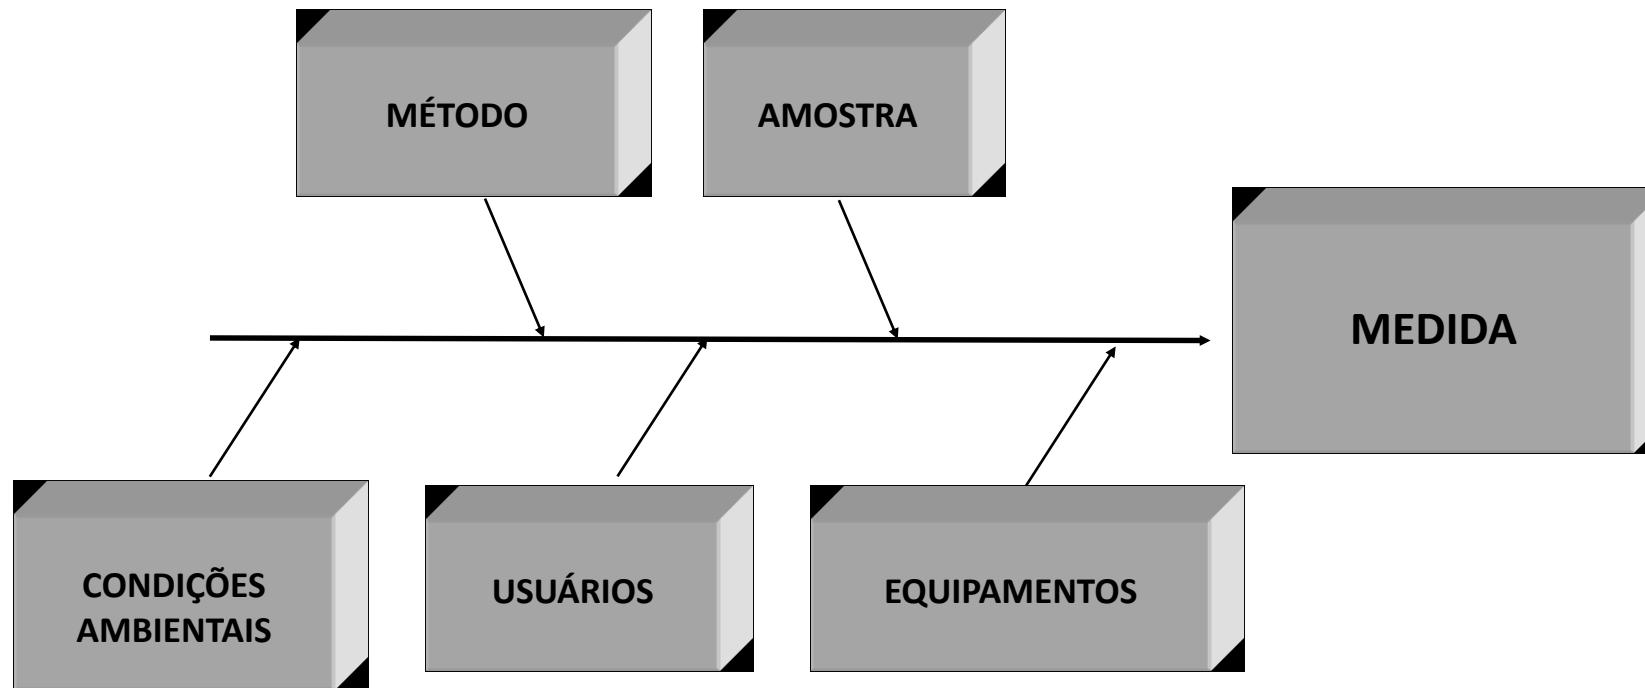 MÉTODO
AMOSTRA
MEDIDA
CONDIÇÕES
AMBIENTAIS
USUÁRIOS
EQUIPAMENTOS